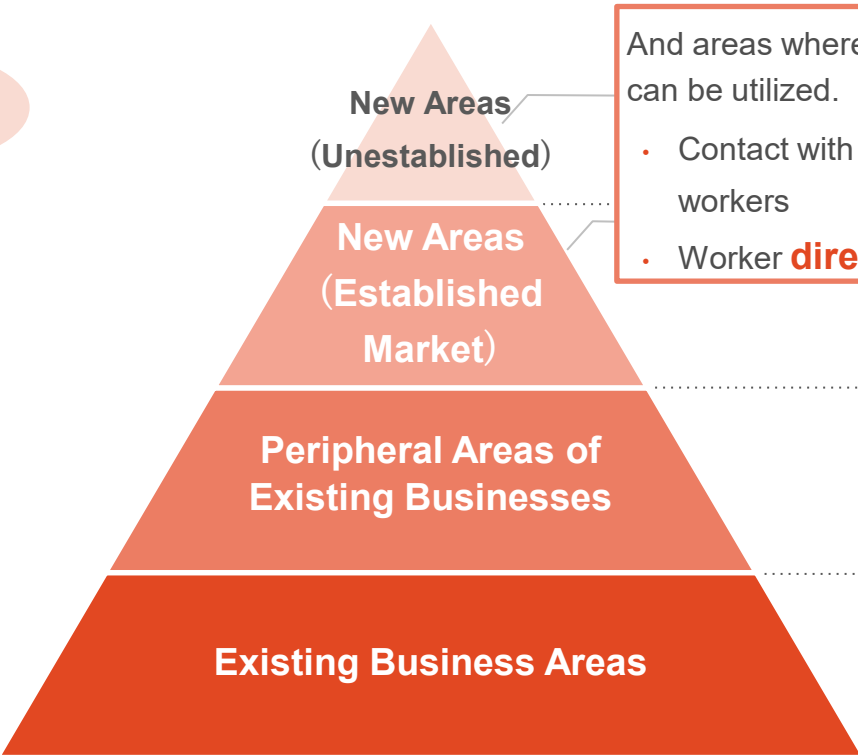 New Areas
（Unestablished）
New Areas
（Established
Market）
Peripheral Areas of
Existing Businesses
Existing Business Areas
And areas where
can be utilized.
• Contact with
workers
• Worker